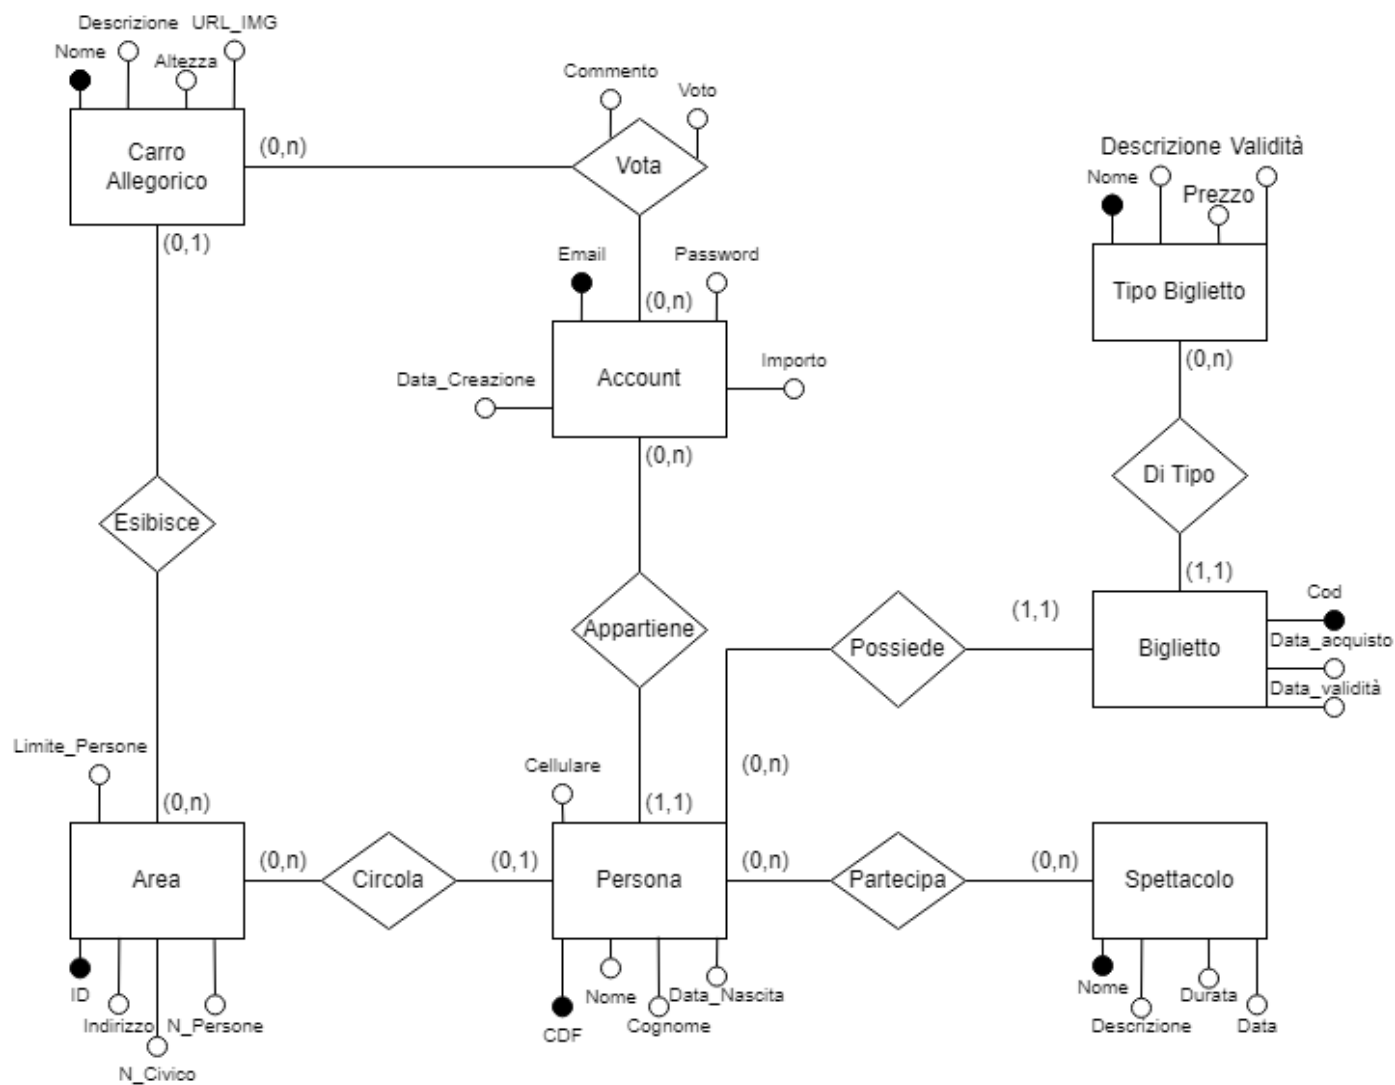 Descrizione URL_IMG
Nome
Altezza
Carro
Allegorico
(0,n)
(0,1)
Commento
Voto
Vota
Email
Password
(0,n)
Data_Creazione
Account
Importo
(0,n)
Descrizione Validità
Nome
Prezzo
Tipo Biglietto
(0,n)
Di Tipo
(1,1)
Esibisce
Appartiene
Possiede
(1,1)
Biglietto
Cod
Data_acquisto
Data_validità
Limite_Persone
(0,n)
Cellulare
(1,1)
(0,n)
Area
(0,n)
Circola
(0,1)
Persona
(0,n)
Partecipa
(0,n)
Spettacolo
ID
Indirizzo
N_Persone
N_Civico
Nome
Data_Nascita
CDF
Cognome
Nome
Durata
Descrizione
Data